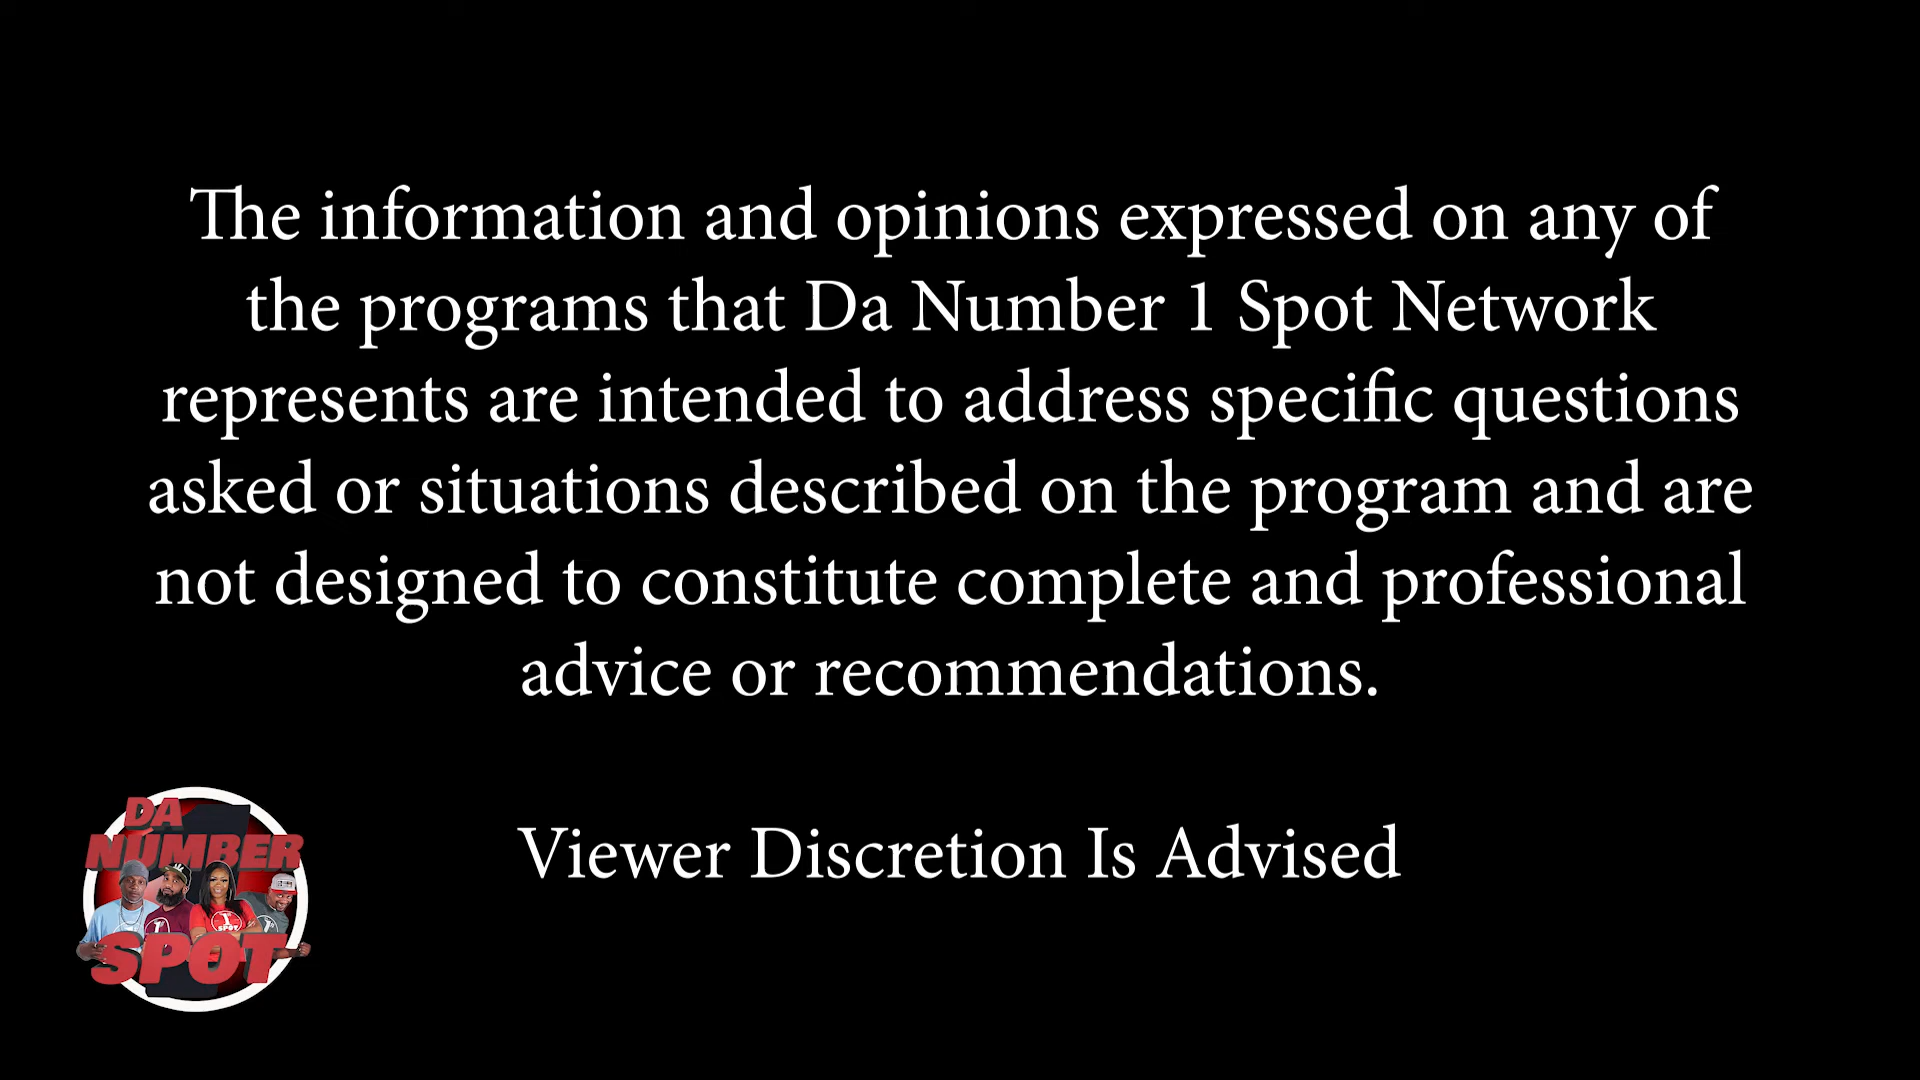 The information and opinions expressed on any of
the programs that Da Number 1 Spot Network
represents are intended to address specific questions
asked or situations described on the program and are
not designed to constitute complete and professional
advice or recommendations.
Viewer Discretion Is Advised
DA
NUMBER
SPOT